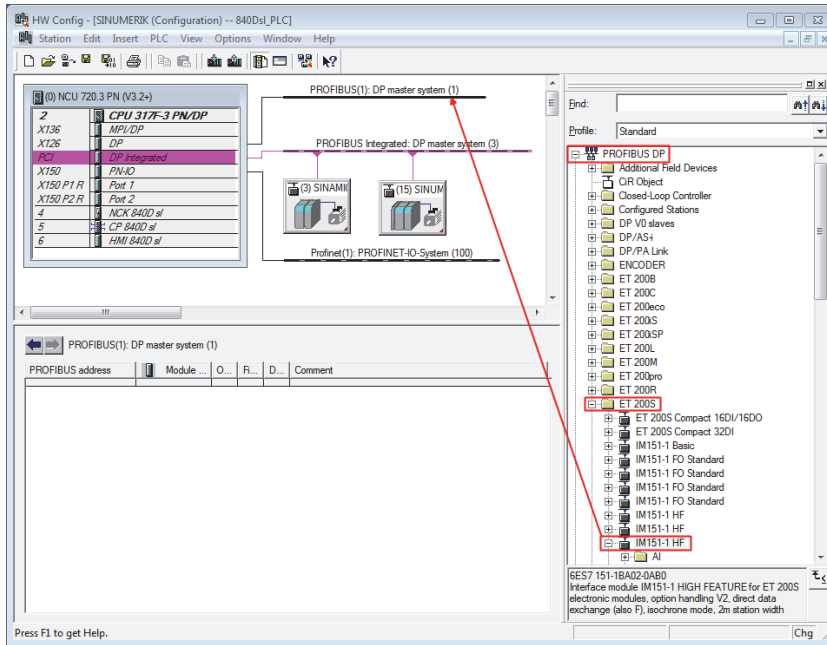 HW Config - [SINUMERIK (Configuration) -- 840Dsl_PLC]
Station Edit Insert PLC View Options Window Help
(0) NCU 720.3 PN (V3.2+)
2 CPU 317F-3 PN/DP
X136 MPI/DP
X126 DP
PCI DP Integrated
X150 PN-IO
X150 P1 R Port 1
X150 P2 R Port 2
4 NCK 840D sl
5 CP 840D sl
6 HMI 840D sl
PROFIBUS(1): DP master system (1)
PROFIBUS Integrated: DP master system (3)
(3) SINAMIK
(15) SINUM
Profinet(1): PROFINET-IO-System (100)
PROFIBUS(1): DP master system (1)
PROFIBUS address Module ... O... Fi... D... Comment
Find:
Profile: Standard
PROFIBUS DP
Additional Field Devices
CiR Object
Closed-Loop Controller
Configured Stations
DP V0 slaves
DP/AS-i
DP/PA Link
ENCODER
ET 200B
ET 200C
ET 200eco
ET 200iS
ET 200iSP
ET 200L
ET 200M
ET 200pro
ET 200R
ET 200S
ET 200S Compact 16DI/16DO
ET 200S Compact 32DI
IM151-1 Basic
IM151-1 FO Standard
IM151-1 FO Standard
IM151-1 FO Standard
IM151-1 HF
IM151-1 HF
IM151-1 HF
AI
6ES7 151-1BA02-0AB0
Interface module IM151-1 HIGH FEATURE for ET 200S
electronic modules, option handling V2, direct data
exchange (also F), isochrone mode, 2m station width
Press F1 to get Help.
Chg